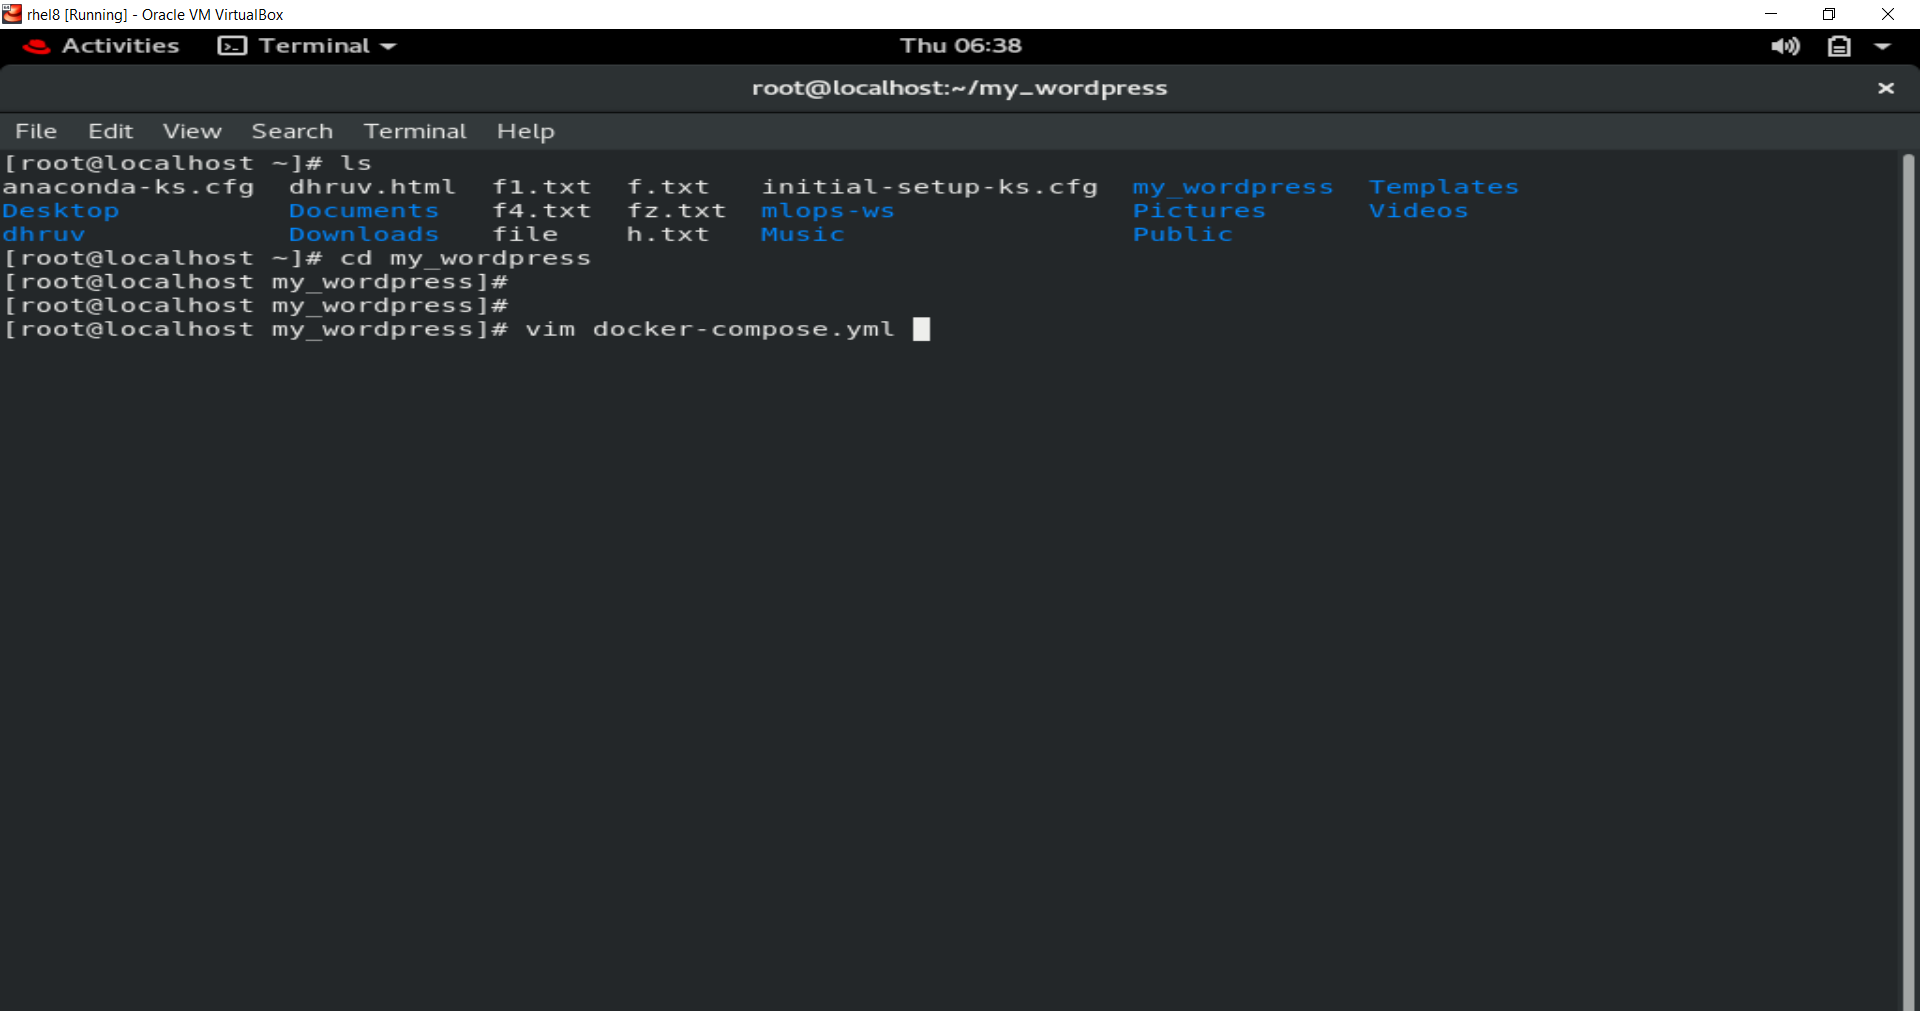 rhel8 [Running] - Oracle VM VirtualBox
Activities Terminal Thu 06:38
root@localhost:~/my_wordpress
File Edit View Search Terminal Help
[root@localhost ~]# ls
anaconda-ks.cfg dhruv.html f1.txt f.txt initial-setup-ks.cfg my_wordpress Templates
Desktop Documents f4.txt fz.txt mlops-ws Pictures Videos
dhruv Downloads file h.txt Music Public
[root@localhost ~]# cd my_wordpress
[root@localhost my_wordpress]#
[root@localhost my_wordpress]#
[root@localhost my_wordpress]# vim docker-compose.yml